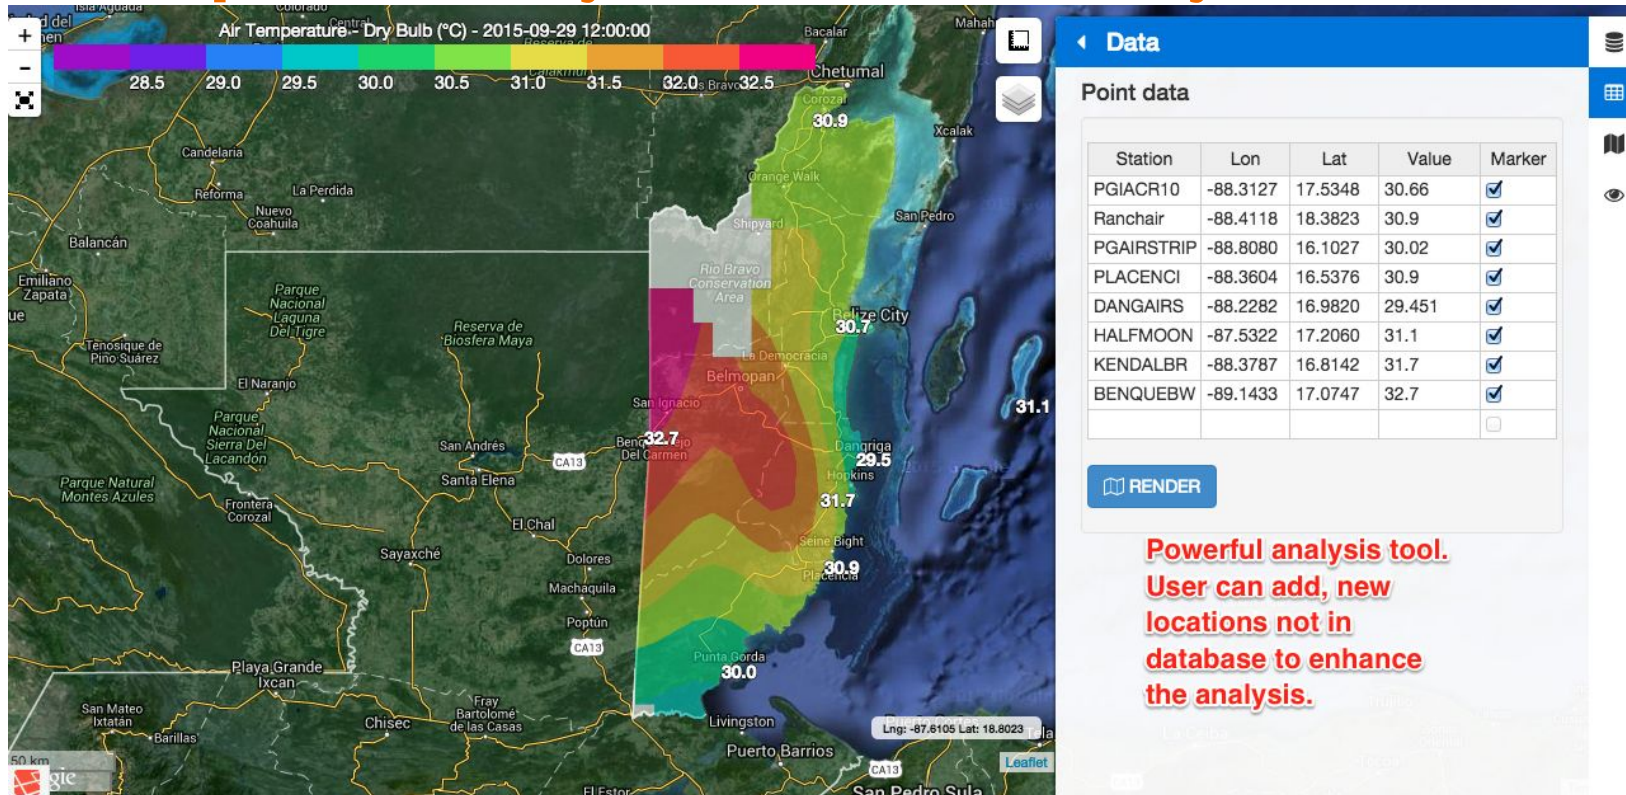 Air Temperature - Dry Bulb (°C) - 2015-09-29 12:00:00
28.5 29.0 29.5 30.0 30.5 31.0 31.5 32.0 32.5
+
-
Central
Bacalar
Chetumal
Corozal
30.9
Xcalak
Candelaria
Orange Walk
Reforma
La Perdida
Nuevo
Coahuila
San Pedro
Shipyard
Balancán
Rio Bravo
Conservation
Area
Emiliano
Zapata
Parque
Nacional
Laguna
Del Tigre
Reserva de
Biosfera Maya
Belize City
30.7
Tenosique de
Pino Suárez
La Democracia
Belmopan
El Naranjo
San Ignacio
31.1
Parque
Nacional
Sierra Del
Lacandón
32.7
Del Carmen
San Andrés
CA13
Dangriga
29.5
Hopkins
Santa Elena
Parque Natural
Montes Azules
31.7
Frontera
Corozal
El Chal
Seine Bight
Sayaxché
Dolores
30.9
Placencia
Machaquila
Poptún
CA13
Punta Gorda
30.0
Playa Grande
Ixcan
San Mateo
Ixtatán
Barillas
Chisec
Fray
Bartolomé
de las Casas
Livingston
Lng: -87.6105 Lat: 18.8023
Tela
Puerto Barrios
50 km
Leaflet
CA13
El Estor
San Pedro Sula
Data
Point data
Station Lon Lat Value Marker
PGIACR10 -88.3127 17.5348 30.66
Ranchair -88.4118 18.3823 30.9
PGAIRSTRIP -88.8080 16.1027 30.02
PLACENCI -88.3604 16.5376 30.9
DANGAIRS -88.2282 16.9820 29.451
HALFMOON -87.5322 17.2060 31.1
KENDALBR -88.3787 16.8142 31.7
BENQUEBW -89.1433 17.0747 32.7
RENDER
Powerful analysis tool.
User can add, new
locations not in
database to enhance
the analysis.